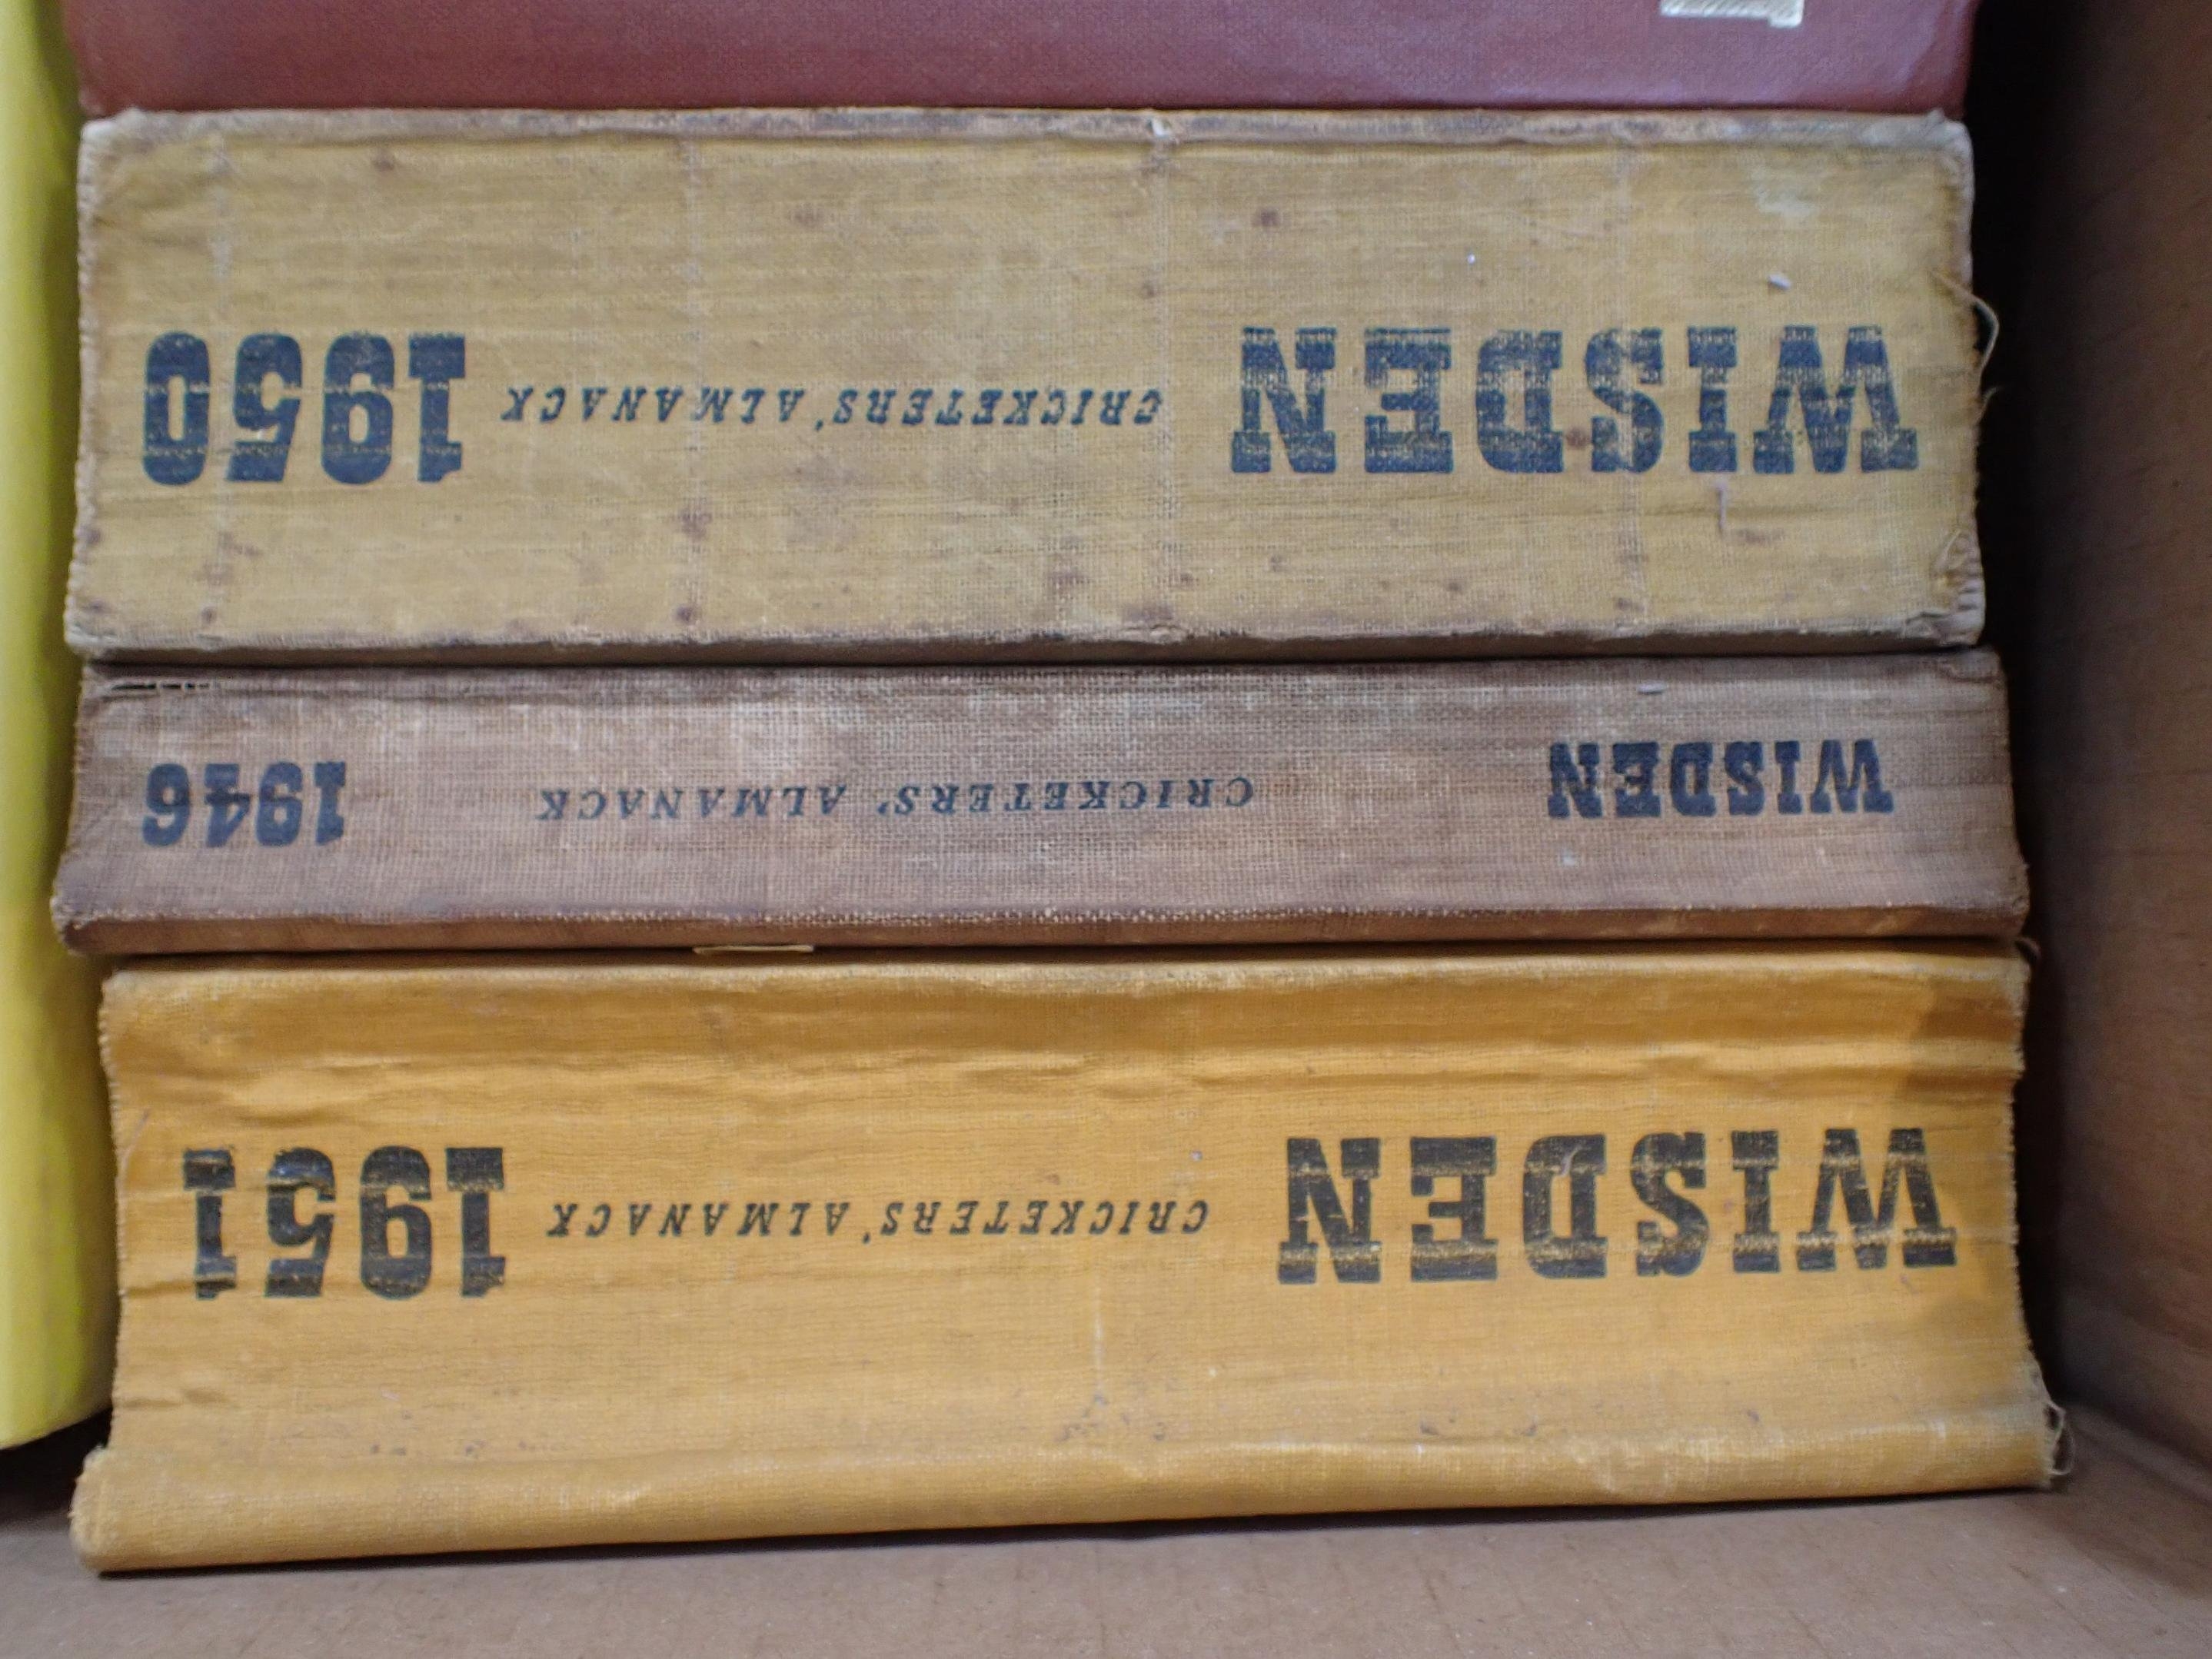 WISDEN CRICKETERS' ALMANACK 1950
WISDEN CRICKETERS' ALMANACK 1946
WISDEN CRICKETERS' ALMANACK 1951